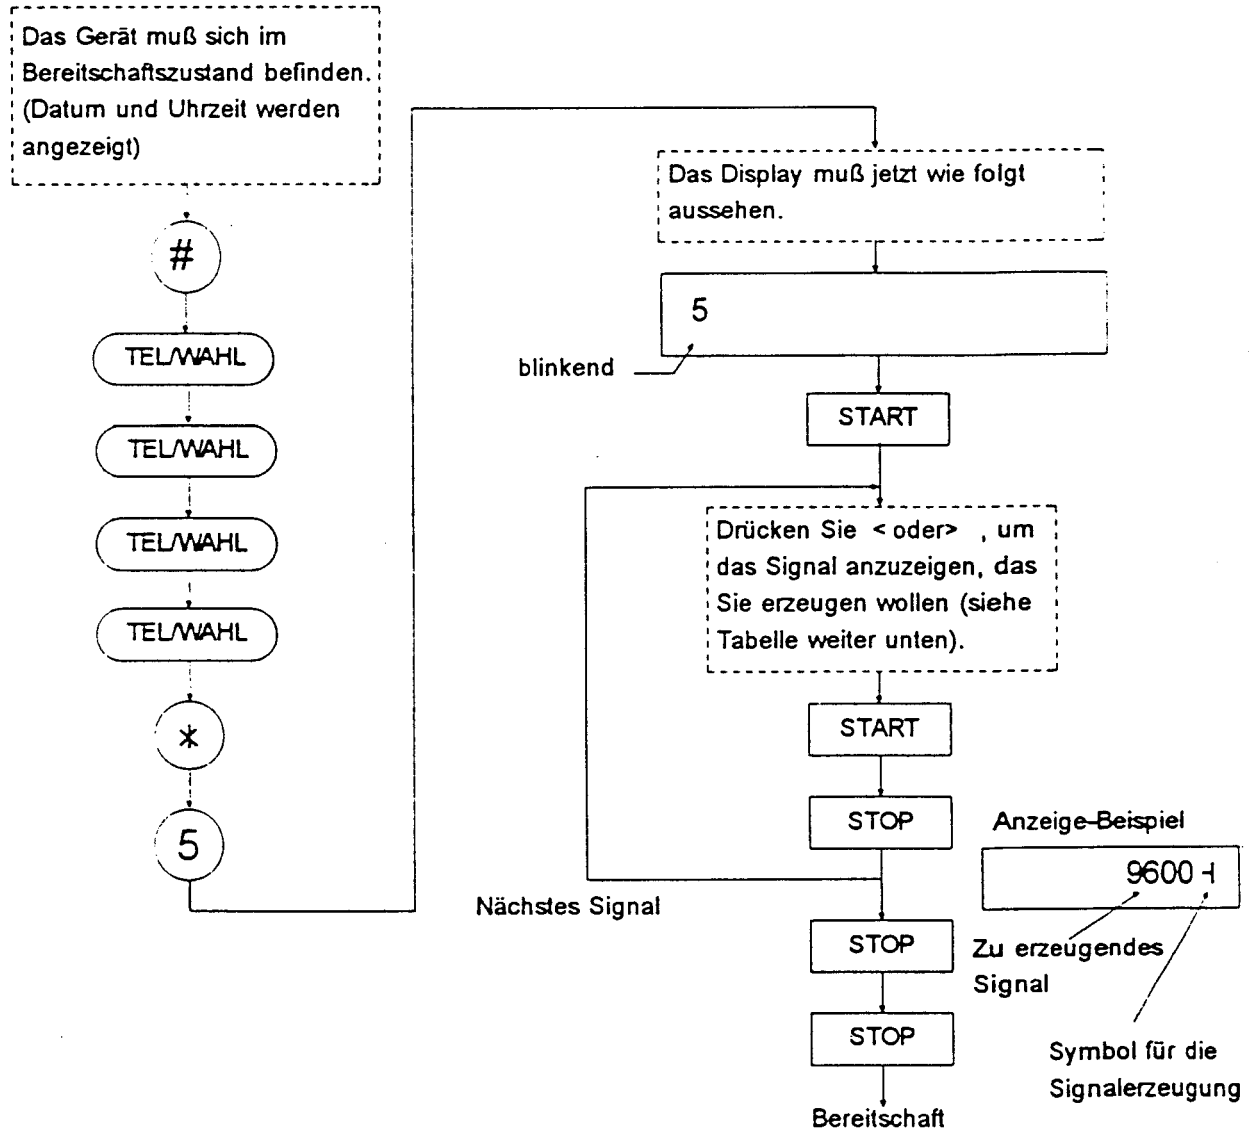 Das Gerät muß sich im
Bereitschaftszustand befinden.
(Datum und Uhrzeit werden
angezeigt)
#
TEL/WAHL
TEL/WAHL
TEL/WAHL
TEL/WAHL
*
5
Das Display muß jetzt wie folgt
aussehen.
5
blinkend
START
Drücken Sie < oder> , um
das Signal anzuzeigen, das
Sie erzeugen wollen (siehe
Tabelle weiter unten).
START
STOP
Nächstes Signal
STOP
STOP
Bereitschaft
Anzeige-Beispiel
9600 ⊣
Zu erzeugendes
Signal
Symbol für die
Signalerzeugung